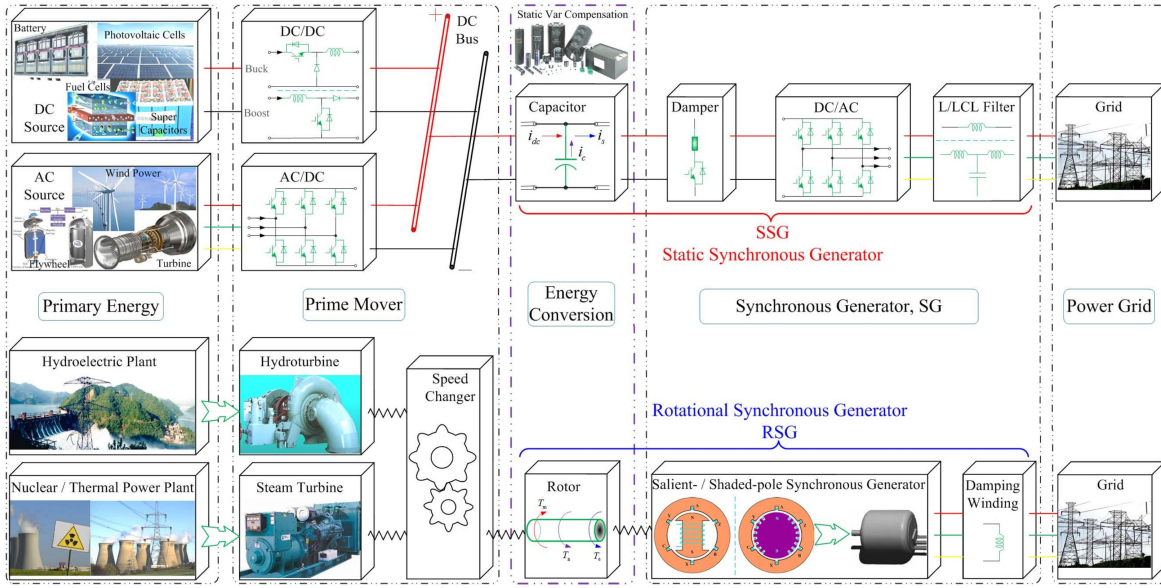 Battery
Photovoltaic Cells
Fuel Cells
DC
Source
Super
Capacitors
DC/DC
Buck
Boost
+
DC
Bus
Static Var Compensation
Capacitor
i_dc
i_s
i_c
Damper
DC/AC
L/LCL Filter
Grid
AC
Source
Wind Power
Flywheel
Turbine
AC/DC
—
SSG
Static Synchronous Generator
Primary Energy
Prime Mover
Energy
Conversion
Synchronous Generator, SG
Power Grid
Hydroelectric Plant
Hydroturbine
Speed
Changer
Rotational Synchronous Generator
RSG
Nuclear / Thermal Power Plant
Steam Turbine
Rotor
T_m
T_e
Salient- / Shaded-pole Synchronous Generator
Damping
Winding
Grid